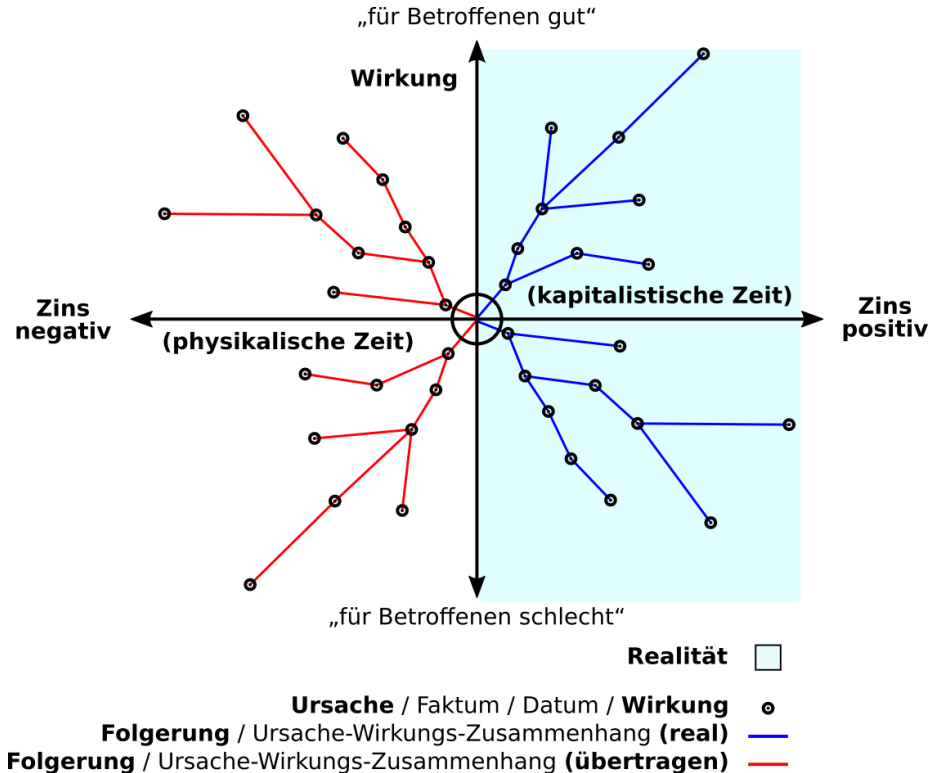 „für Betroffenen gut“
Wirkung
(kapitalistische Zeit)
Zins
negativ
Zins
positiv
(physikalische Zeit)
„für Betroffenen schlecht“
Realität
Ursache / Faktum / Datum / Wirkung
Folgerung / Ursache-Wirkungs-Zusammenhang (real)
Folgerung / Ursache-Wirkungs-Zusammenhang (übertragen)